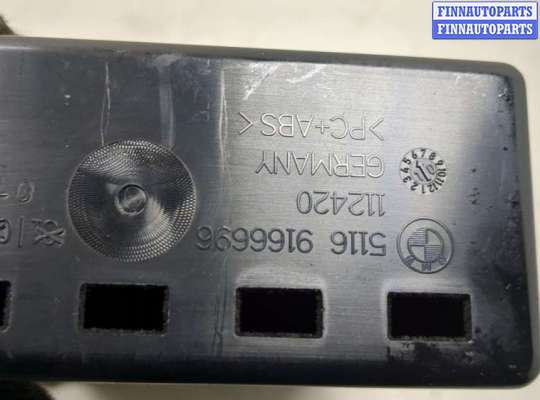 FINNAUTOPARTS
FINNAUTOPARTS
5116 9166696
112420
GERMANY
>PC+ABS<